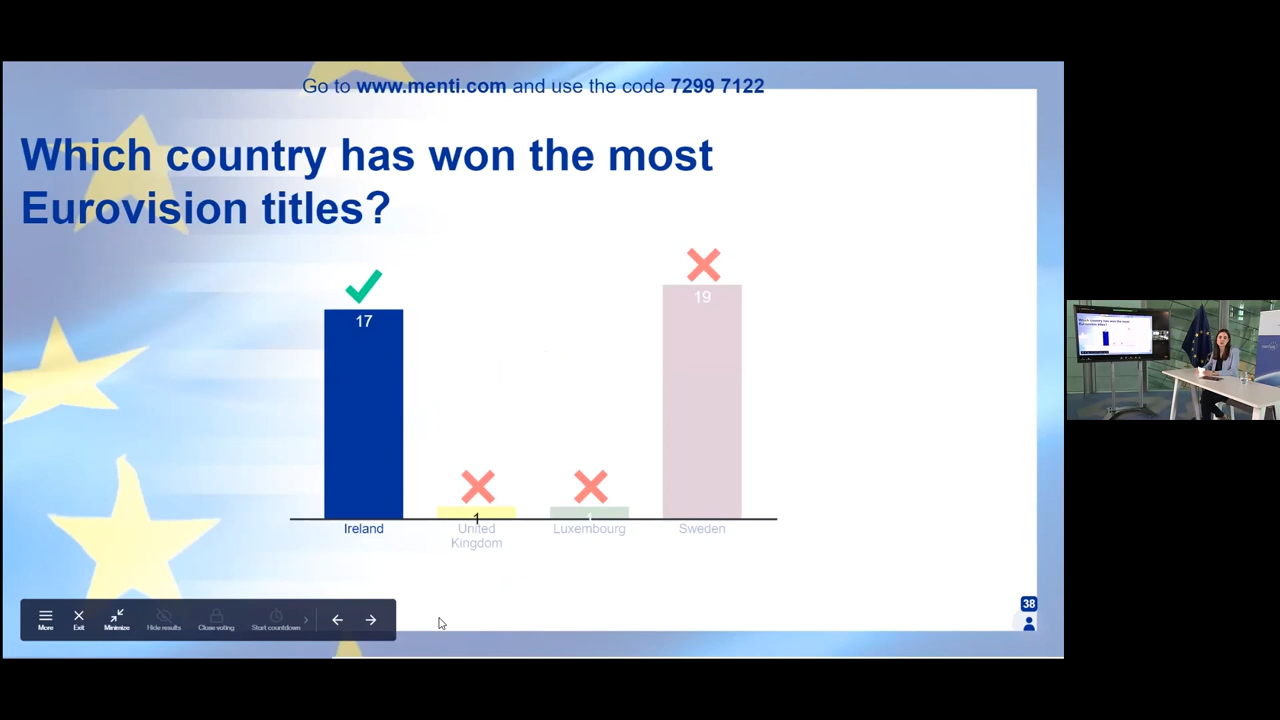 Go to www.menti.com and use the code 7299 7122
Which country has won the most
Eurovision titles?
17
1
1
19
Ireland
United
Kingdom
Luxembourg
Sweden
More
Exit
Minimize
Hide results
Close voting
Start countdown
38